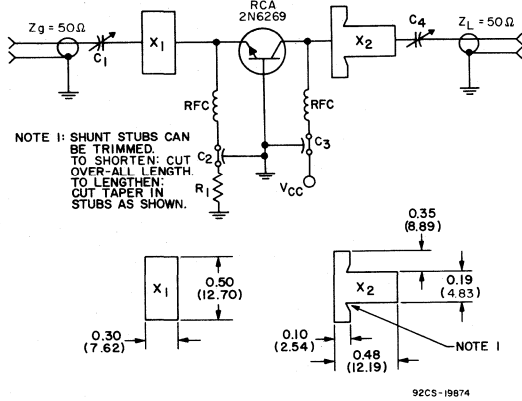 RCA
2N6269
Zg = 50Ω
C1
X1
X2
C4
ZL = 50Ω
RFC
RFC
NOTE 1: SHUNT STUBS CAN
BE TRIMMED.
TO SHORTEN: CUT
OVER-ALL LENGTH.
TO LENGTHEN:
CUT TAPER IN
STUBS AS SHOWN.
C2
C3
R1
VCC
X1
0.50
(12.70)
0.30
(7.62)
X2
0.35
(8.89)
0.19
(4.83)
0.10
(2.54)
0.48
(12.19)
NOTE 1
92CS-19874